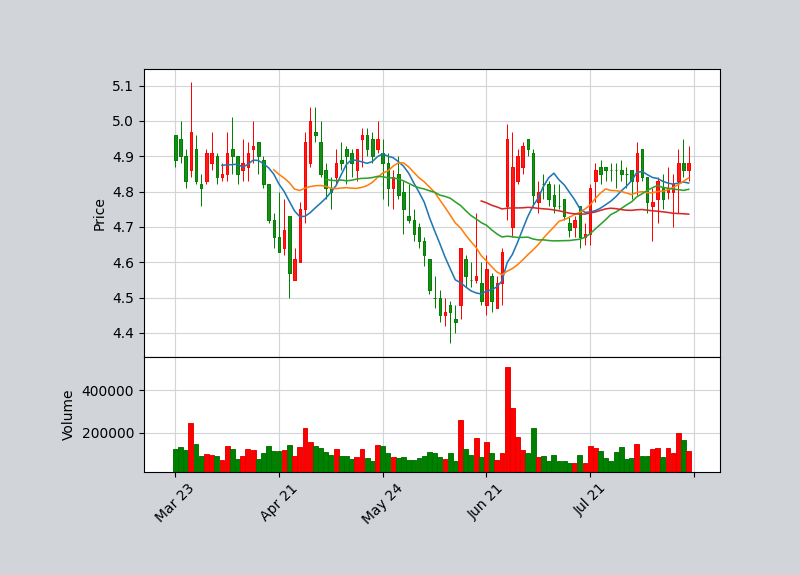 5.1
5.0
4.9
4.8
4.7
4.6
4.5
4.4
Price
400000
200000
Volume
Mar 23
Apr 21
May 24
Jun 21
Jul 21